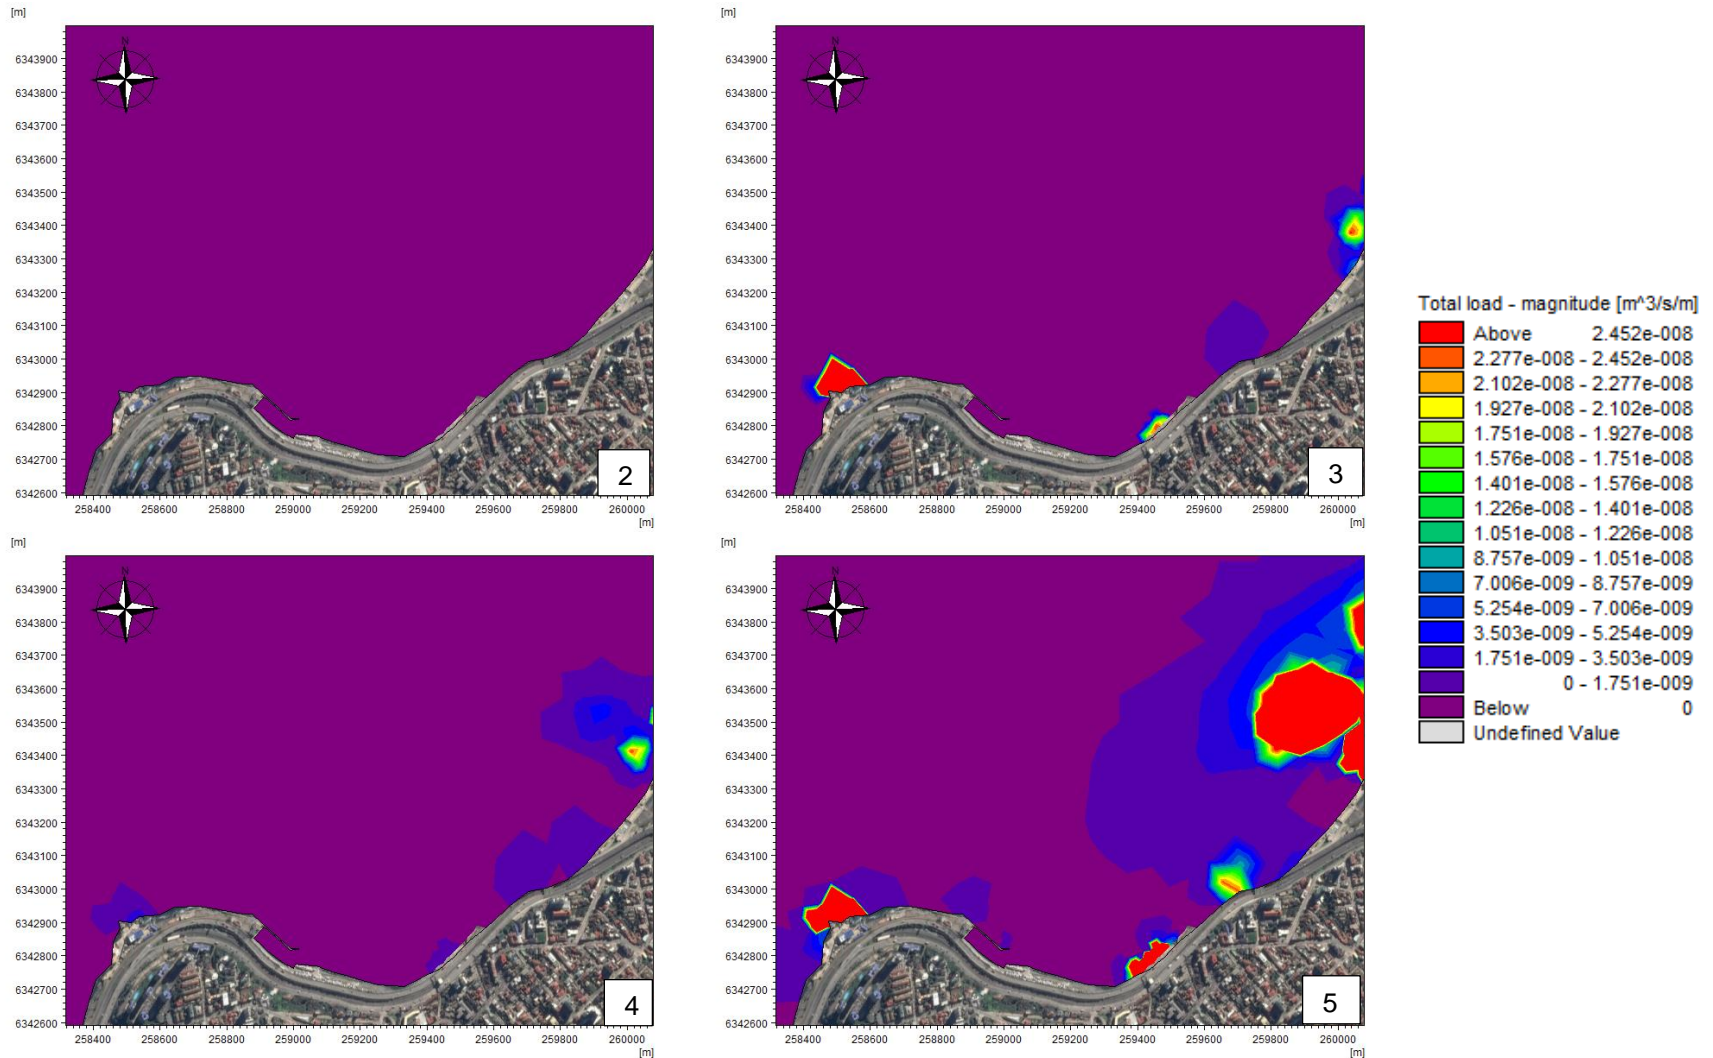 [m]
N
6343900
6343800
6343700
6343600
6343500
6343400
6343300
6343200
6343100
6343000
6342900
6342800
6342700
6342600
2
258400 258600 258800 259000 259200 259400 259600 259800 260000
[m]
[m]
N
6343900
6343800
6343700
6343600
6343500
6343400
6343300
6343200
6343100
6343000
6342900
6342800
6342700
6342600
3
258400 258600 258800 259000 259200 259400 259600 259800 260000
[m]
[m]
N
6343900
6343800
6343700
6343600
6343500
6343400
6343300
6343200
6343100
6343000
6342900
6342800
6342700
6342600
4
258400 258600 258800 259000 259200 259400 259600 259800 260000
[m]
[m]
N
6343900
6343800
6343700
6343600
6343500
6343400
6343300
6343200
6343100
6343000
6342900
6342800
6342700
6342600
5
258400 258600 258800 259000 259200 259400 259600 259800 260000
[m]
Total load - magnitude [m^3/s/m]
Above 2.452e-008
2.277e-008 - 2.452e-008
2.102e-008 - 2.277e-008
1.927e-008 - 2.102e-008
1.751e-008 - 1.927e-008
1.576e-008 - 1.751e-008
1.401e-008 - 1.576e-008
1.226e-008 - 1.401e-008
1.051e-008 - 1.226e-008
8.757e-009 - 1.051e-008
7.006e-009 - 8.757e-009
5.254e-009 - 7.006e-009
3.503e-009 - 5.254e-009
1.751e-009 - 3.503e-009
0 - 1.751e-009
Below 0
Undefined Value